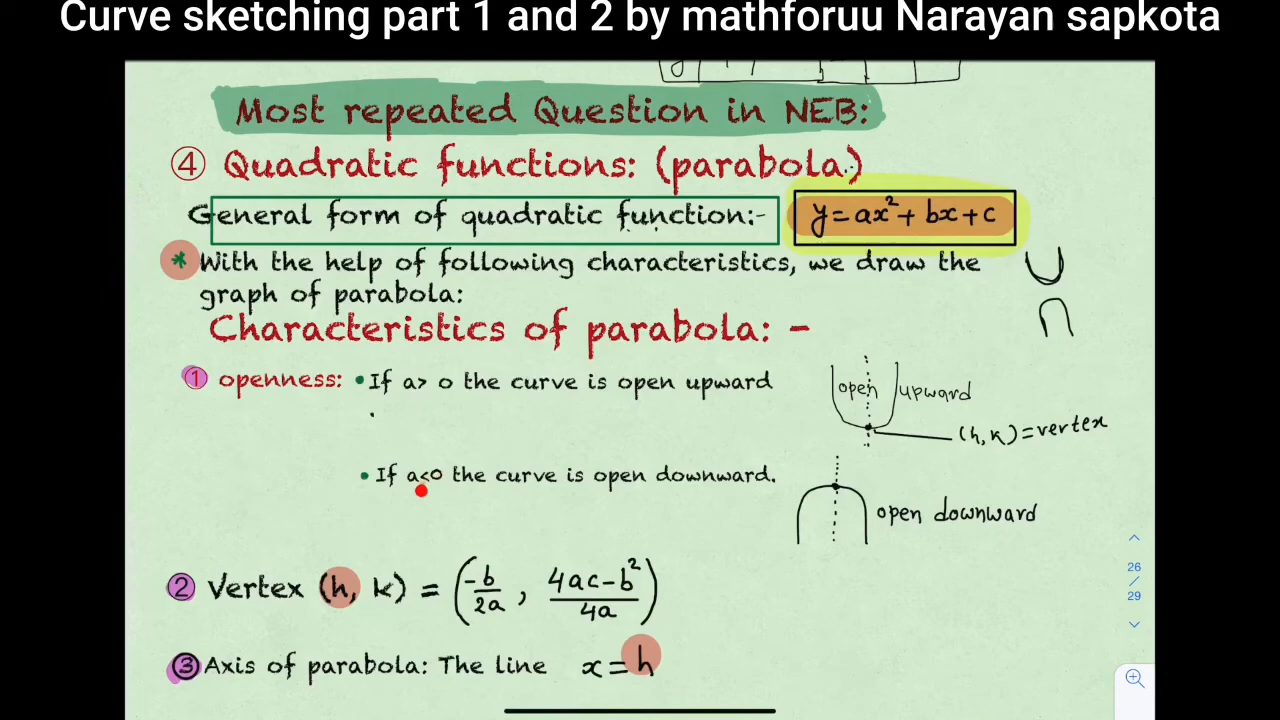 Curve sketching part 1 and 2 by mathforuu Narayan sapkota
Most repeated Question in NEB:
④ Quadratic functions: (parabola.)
General form of quadratic function:- y = ax² + bx + c
* With the help of following characteristics, we draw the
graph of parabola:
Characteristics of parabola: -
① openness: • If a> o the curve is open upward
open upward
(h, k) = vertex
• If a<o the curve is open downward.
open downward
② Vertex (h, k) = (-b/2a, 4ac-b²/4a)
③ Axis of parabola: The line x = h
26
/
29